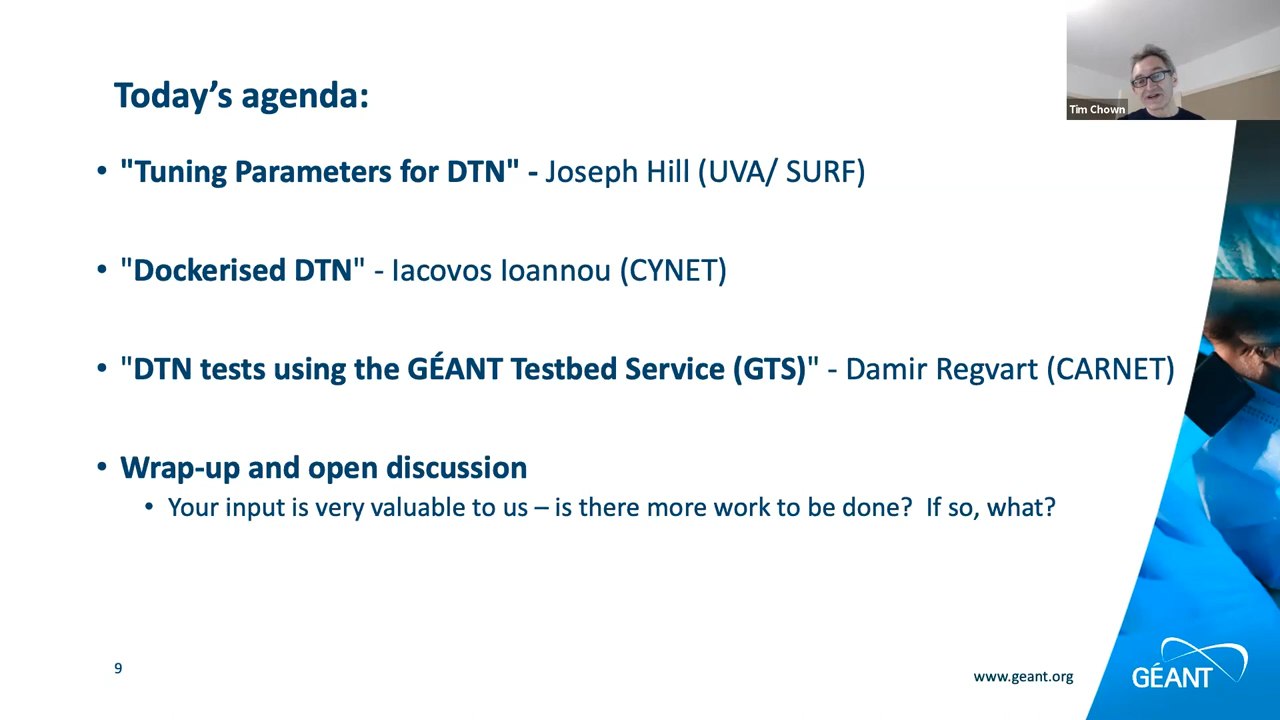 Today's agenda:
Tim Chown
• "Tuning Parameters for DTN" - Joseph Hill (UVA/ SURF)
• "Dockerised DTN" - Iacovos Ioannou (CYNET)
• "DTN tests using the GÉANT Testbed Service (GTS)" - Damir Regvart (CARNET)
• Wrap-up and open discussion
• Your input is very valuable to us – is there more work to be done?  If so, what?
9
www.geant.org
GÉANT